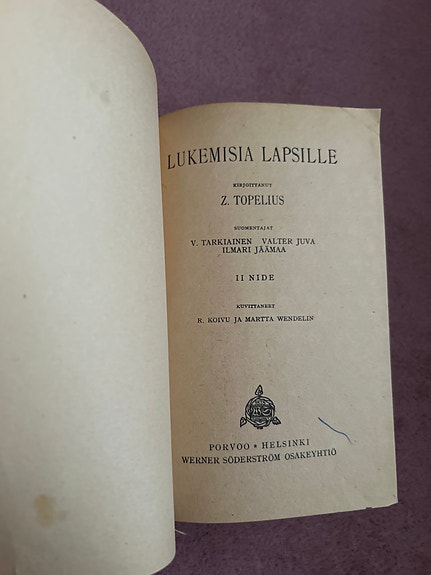 LUKEMISIA LAPSILLE
KIRJOITTANUT
Z. TOPELIUS
SUOMENTAJAT
V. TARKIAINEN VALTER JUVA
ILMARI JÄÄMAA
II NIDE
KUVITTANEET
R. KOIVU JA MARTTA WENDELIN
WS
PORVOO * HELSINKI
WERNER SÖDERSTRÖM OSAKEYHTIÖ